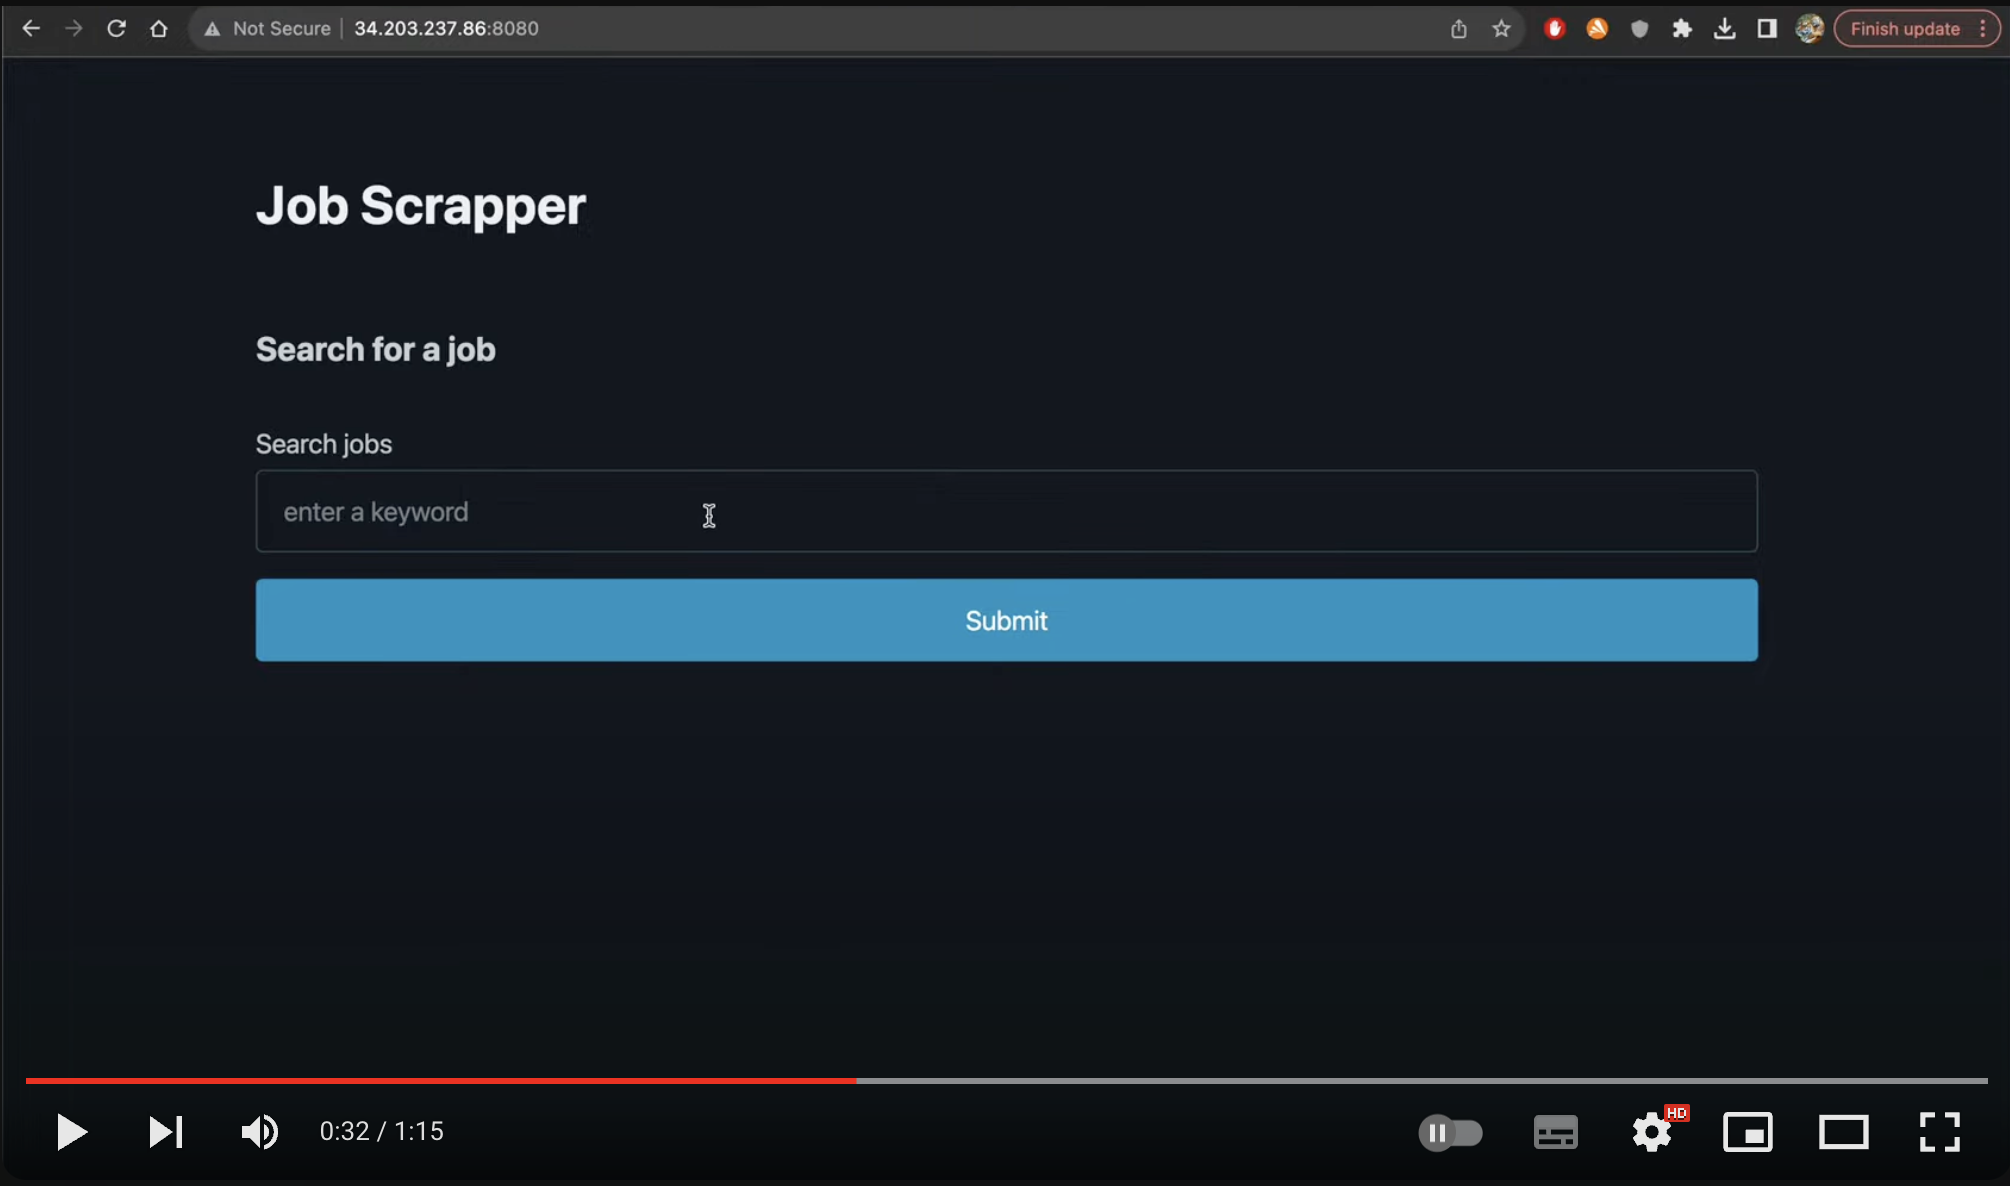 Not Secure | 34.203.237.86:8080 Finish update
Job Scrapper
Search for a job
Search jobs
enter a keyword
Submit
0:32 / 1:15 HD